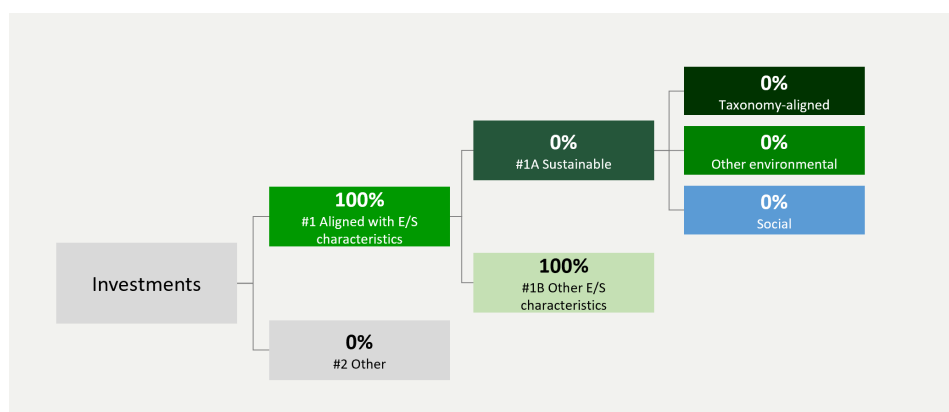 Investments
100%
#1 Aligned with E/S
characteristics
0%
#2 Other
0%
#1A Sustainable
100%
#1B Other E/S
characteristics
0%
Taxonomy-aligned
0%
Other environmental
0%
Social